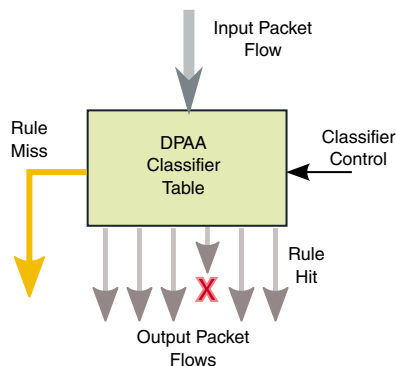 Input Packet
Flow
Rule
Miss
DPAA
Classifier
Table
Classifier
Control
Rule
Hit
X
Output Packet
Flows